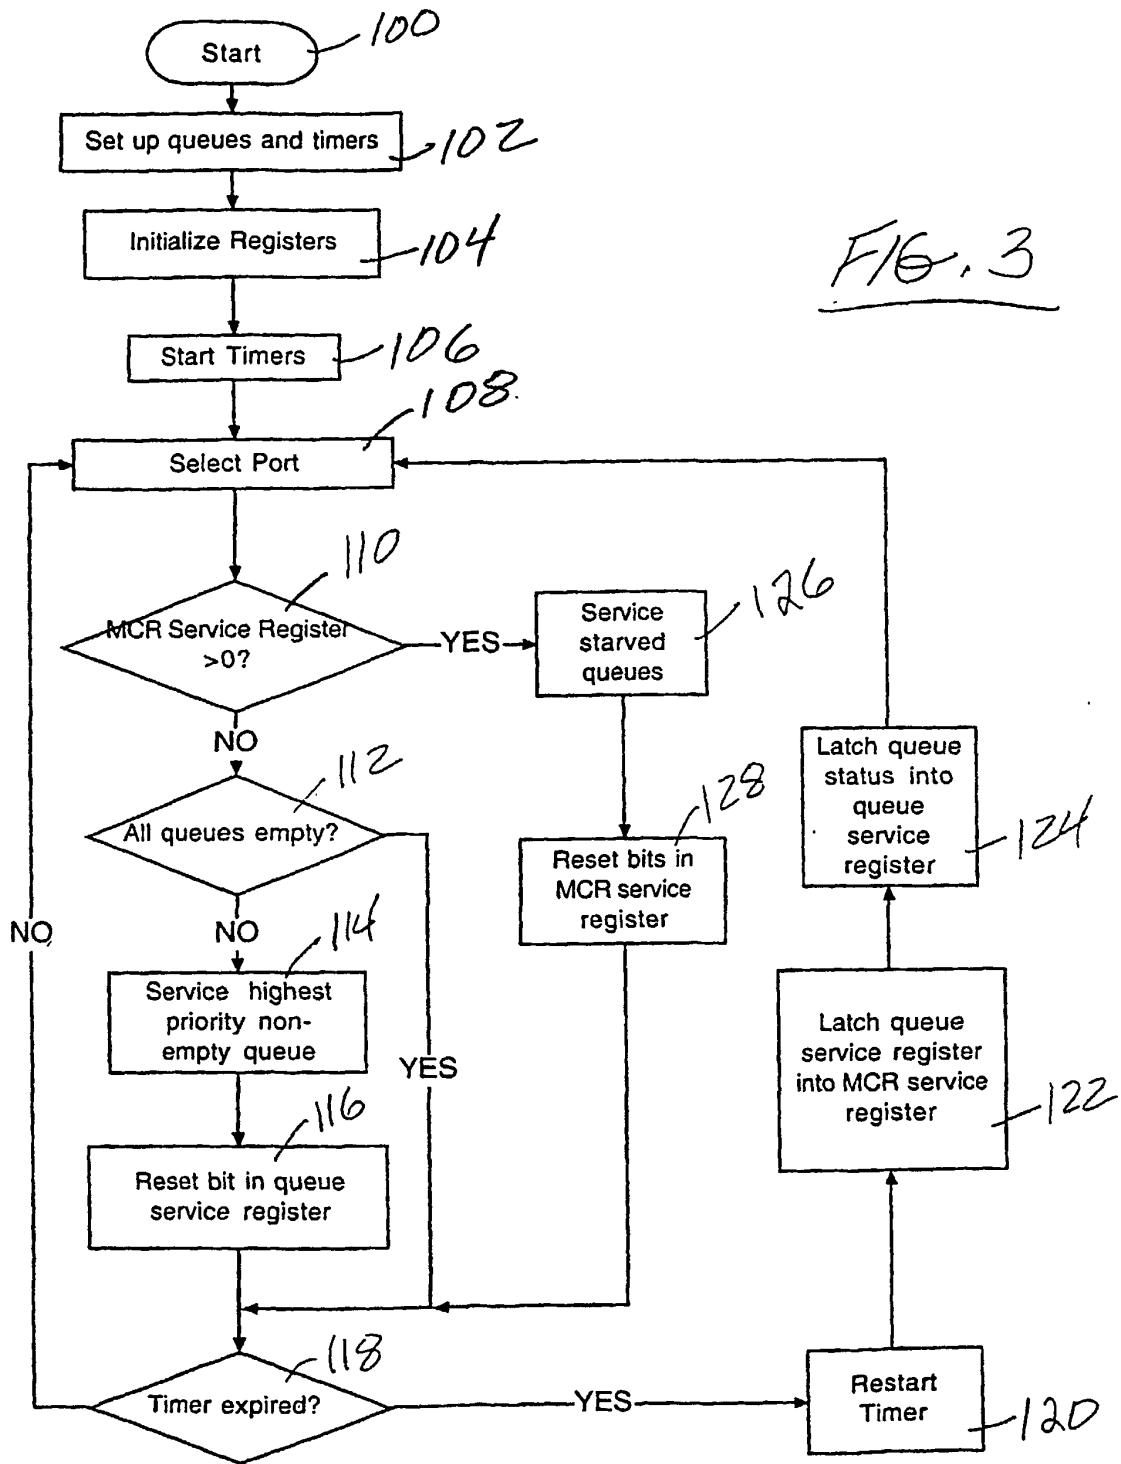 Start
100
Set up queues and timers
102
Initialize Registers
104
FIG. 3
Start Timers
106
108
Select Port
110
MCR Service Register
>0?
YES
Service
starved
queues
126
NO
112
All queues empty?
128
Reset bits in
MCR service
register
Latch queue
status into
queue
service
register
124
NO
NO
114
Service highest
priority non-
empty queue
YES
Latch queue
service register
into MCR service
register
122
116
Reset bit in queue
service register
118
Timer expired?
YES
Restart
Timer
120